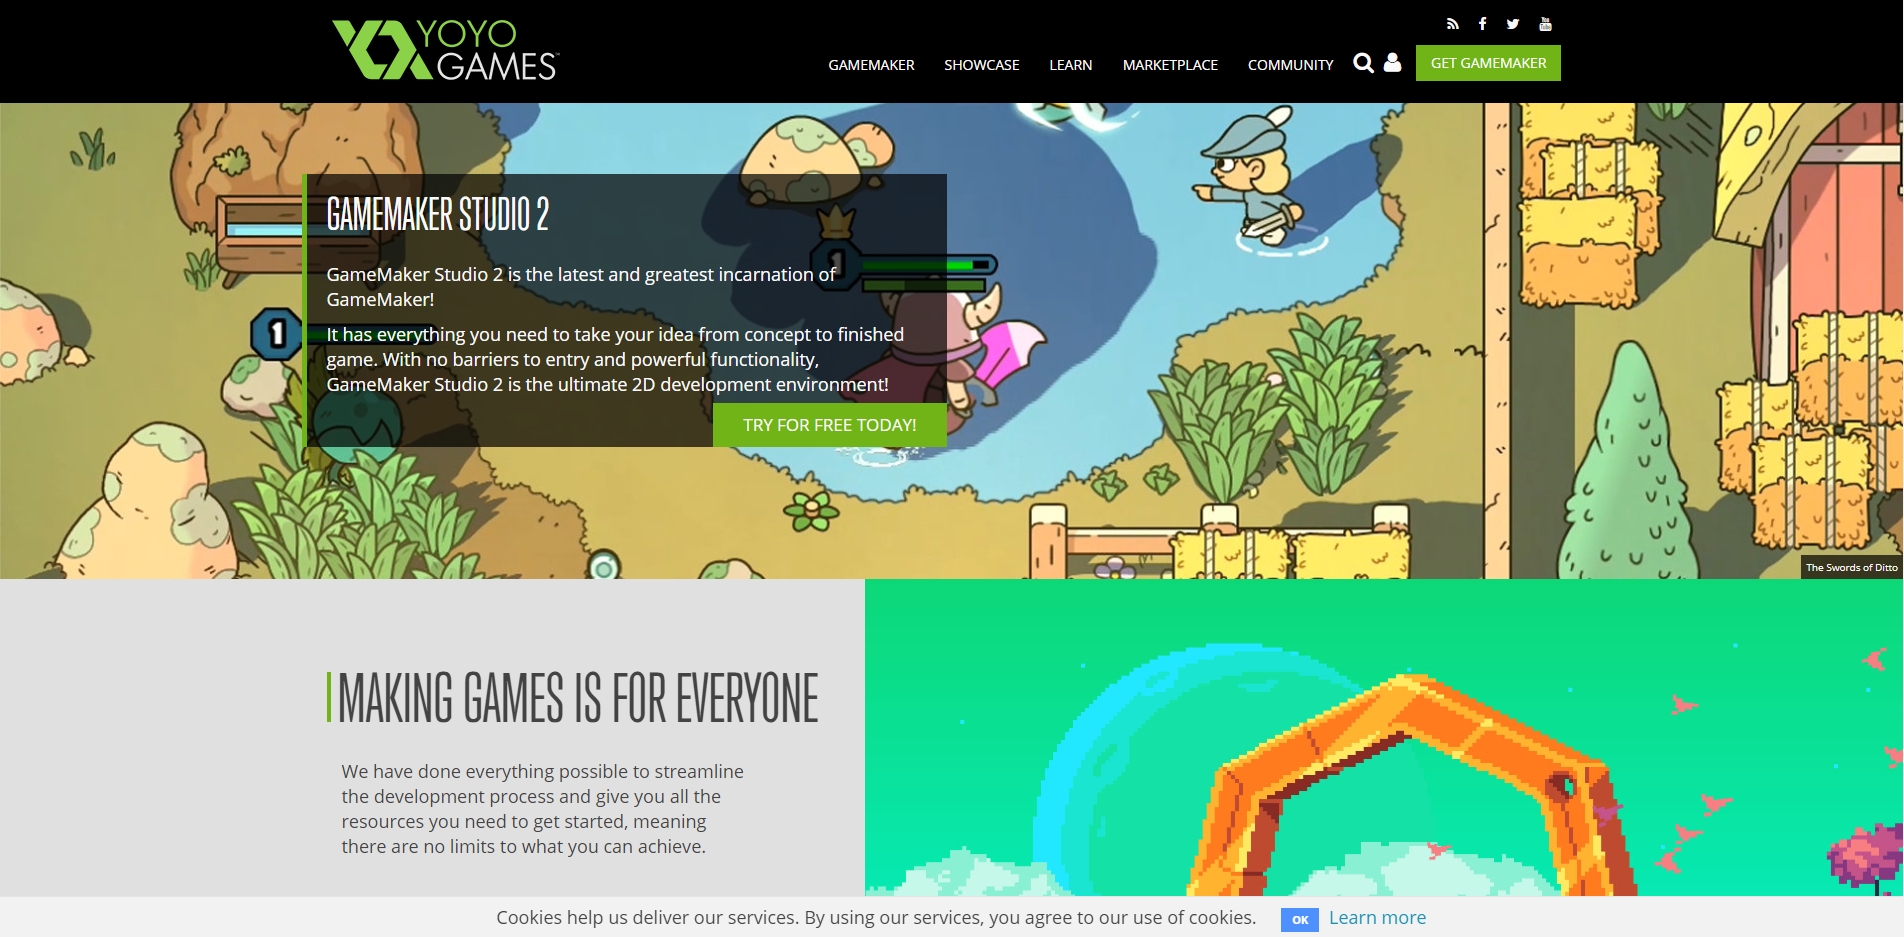 YOYO
GAMES
GAMEMAKER
SHOWCASE
LEARN
MARKETPLACE
COMMUNITY
GET GAMEMAKER
GAMEMAKER STUDIO 2
1
GameMaker Studio 2 is the latest and greatest incarnation of
GameMaker!
1
It has everything you need to take your idea from concept to finished
game. With no barriers to entry and powerful functionality,
GameMaker Studio 2 is the ultimate 2D development environment!
TRY FOR FREE TODAY!
The Swords of Ditto
MAKING GAMES IS FOR EVERYONE
We have done everything possible to streamline
the development process and give you all the
resources you need to get started, meaning
there are no limits to what you can achieve.
Cookies help us deliver our services. By using our services, you agree to our use of cookies.
OK
Learn more